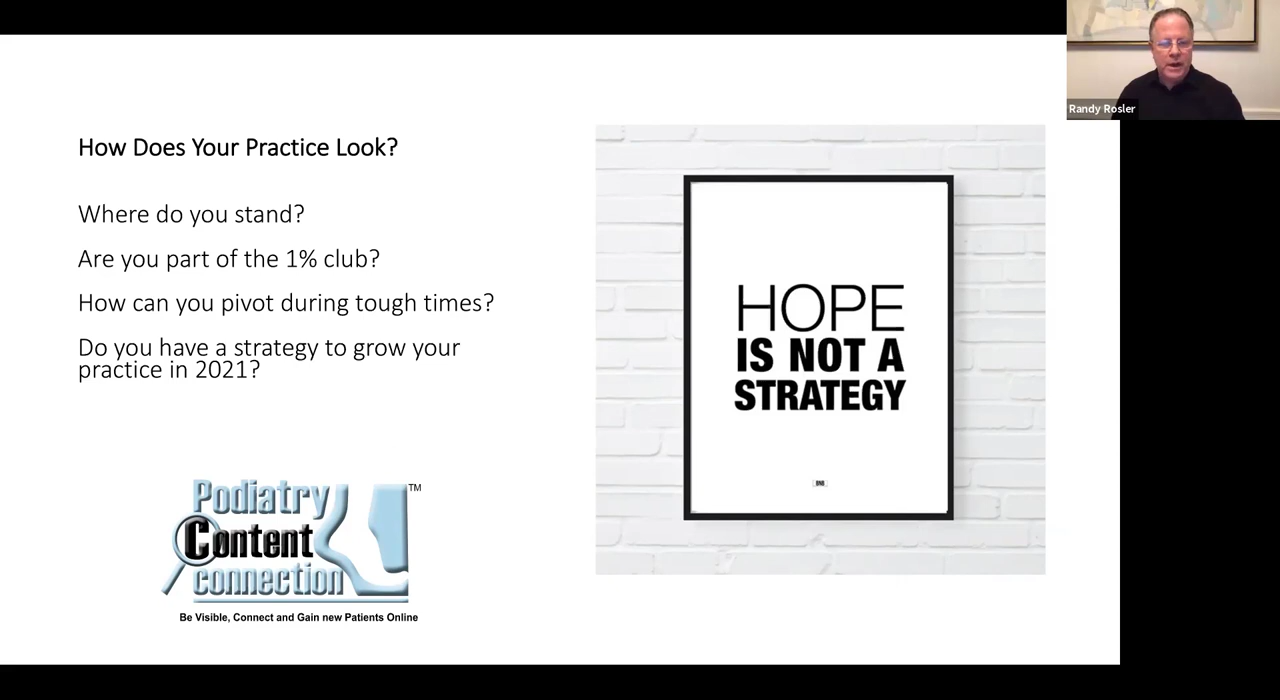 Randy Rosler
How Does Your Practice Look?
Where do you stand?
Are you part of the 1% club?
How can you pivot during tough times?
Do you have a strategy to grow your
practice in 2021?
HOPE
IS NOT A
STRATEGY
Podiatry
Content
connection
TM
Be Visible, Connect and Gain new Patients Online